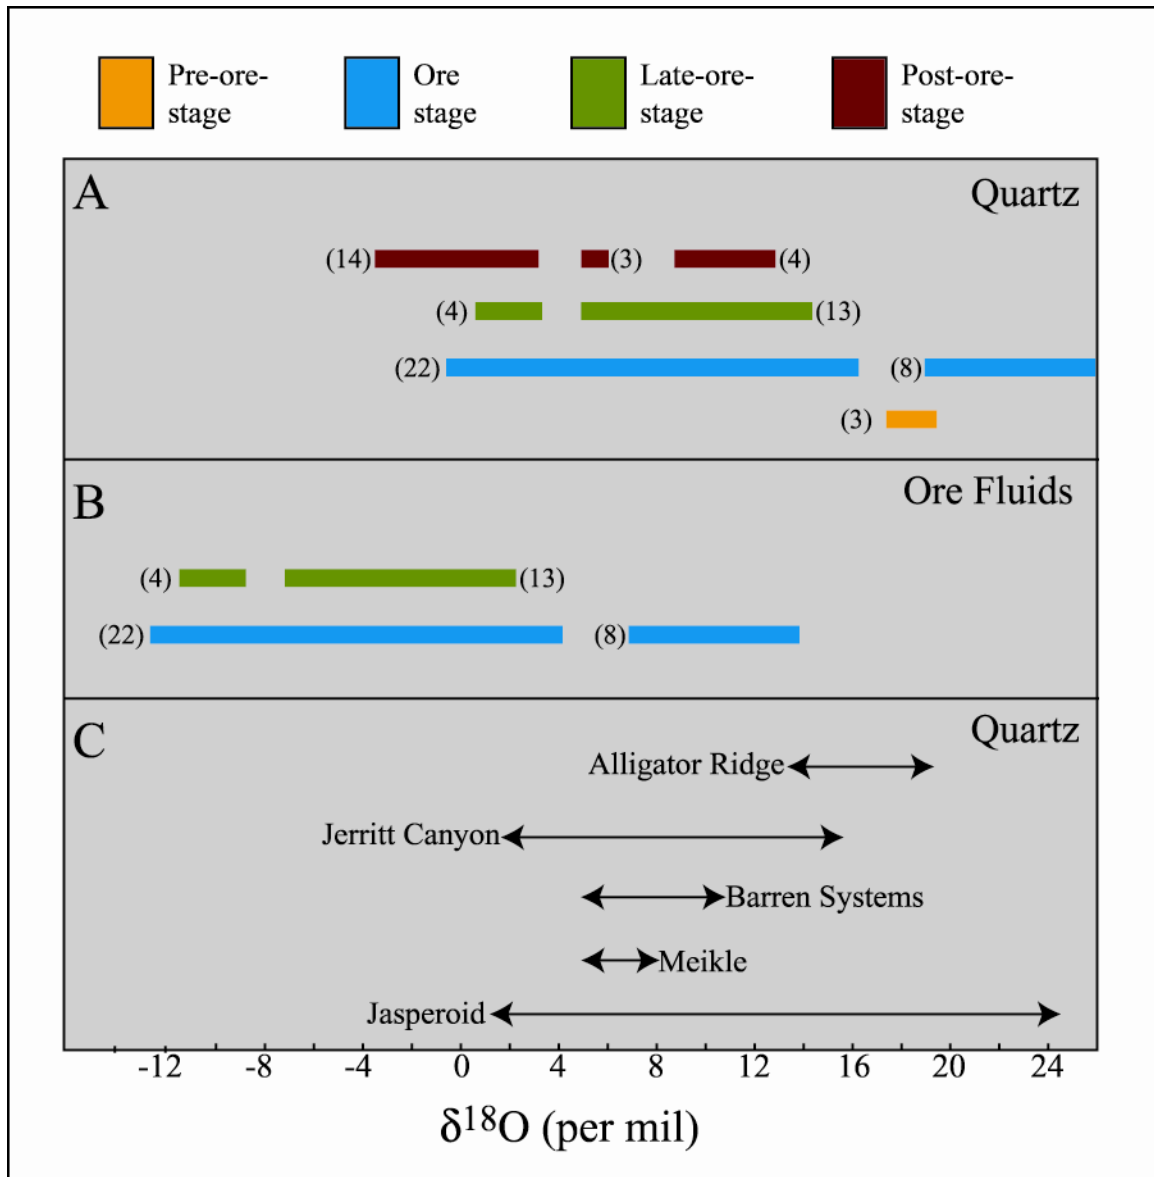 Pre-ore-
stage
Ore
stage
Late-ore-
stage
Post-ore-
stage
A
Quartz
(14)
(3)
(4)
(4)
(13)
(22)
(8)
(3)
B
Ore Fluids
(4)
(13)
(22)
(8)
C
Quartz
Alligator Ridge
Jerritt Canyon
Barren Systems
Meikle
Jasperoid
-12 -8 -4 0 4 8 12 16 20 24
δ¹⁸O (per mil)